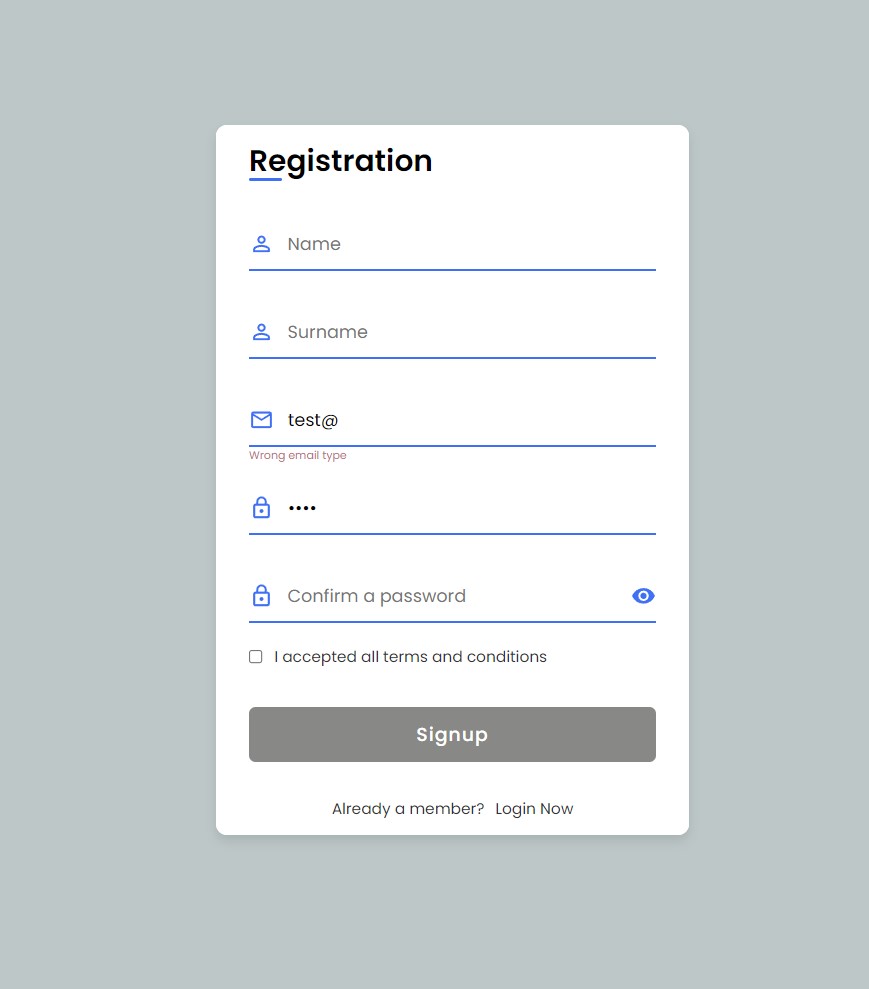 Registration
Name
Surname
test@
Wrong email type
••••
Confirm a password
I accepted all terms and conditions
Signup
Already a member? Login Now